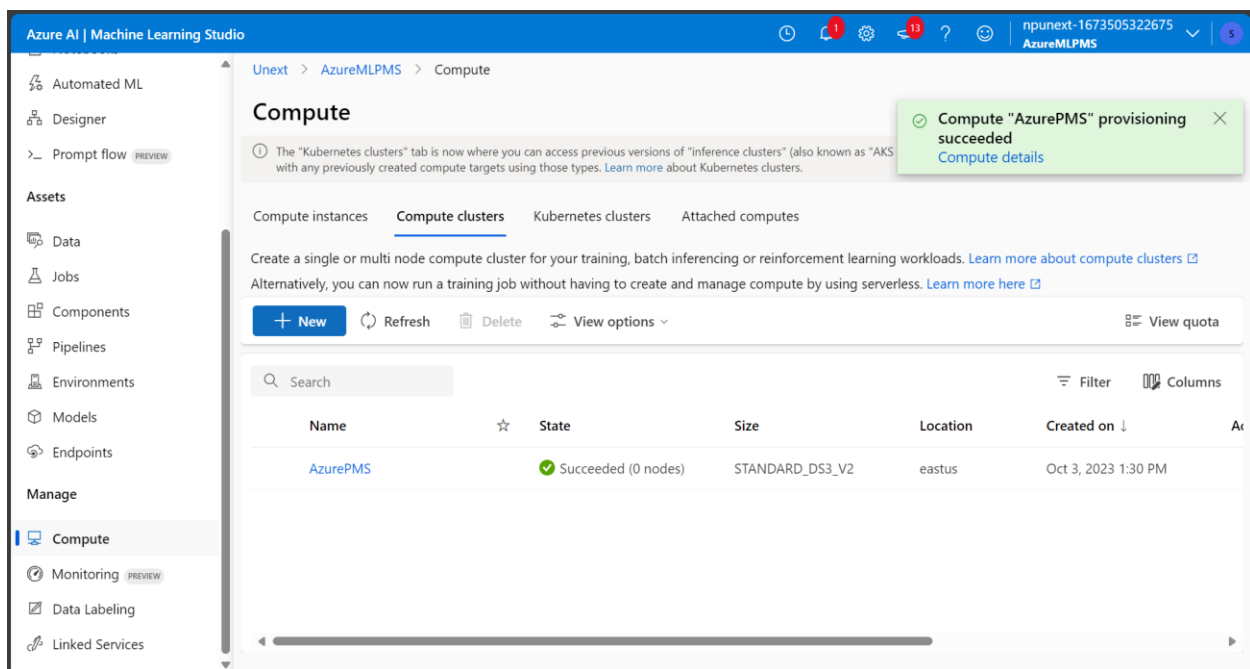 Azure AI | Machine Learning Studio
1
13
npunext-1673505322675
AzureMLPMS
S
Automated ML
Designer
Prompt flow PREVIEW
Assets
Data
Jobs
Components
Pipelines
Environments
Models
Endpoints
Manage
Compute
Monitoring PREVIEW
Data Labeling
Linked Services
Unext > AzureMLPMS > Compute
Compute
The "Kubernetes clusters" tab is now where you can access previous versions of "inference clusters" (also known as "AKS
with any previously created compute targets using those types. Learn more about Kubernetes clusters.
Compute "AzurePMS" provisioning
succeeded
Compute details
Compute instances Compute clusters Kubernetes clusters Attached computes
Create a single or multi node compute cluster for your training, batch inferencing or reinforcement learning workloads. Learn more about compute clusters
Alternatively, you can now run a training job without having to create and manage compute by using serverless. Learn more here
+ New Refresh Delete View options View quota
Search Filter Columns
Name State Size Location Created on ↓
AzurePMS Succeeded (0 nodes) STANDARD_DS3_V2 eastus Oct 3, 2023 1:30 PM